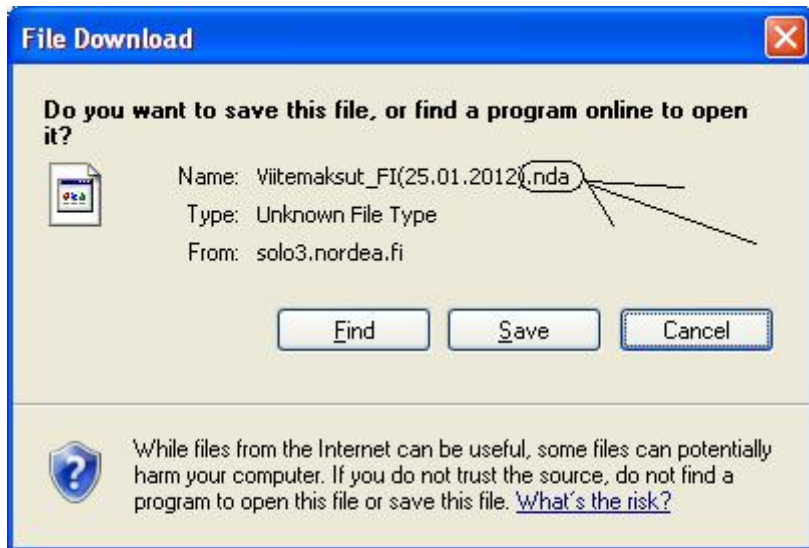 File Download
Do you want to save this file, or find a program online to open
it?
Name: Viitemaksut_FI(25.01.2012).nda
Type: Unknown File Type
From: solo3.nordea.fi
Find Save Cancel
While files from the Internet can be useful, some files can potentially
harm your computer. If you do not trust the source, do not find a
program to open this file or save this file. What's the risk?